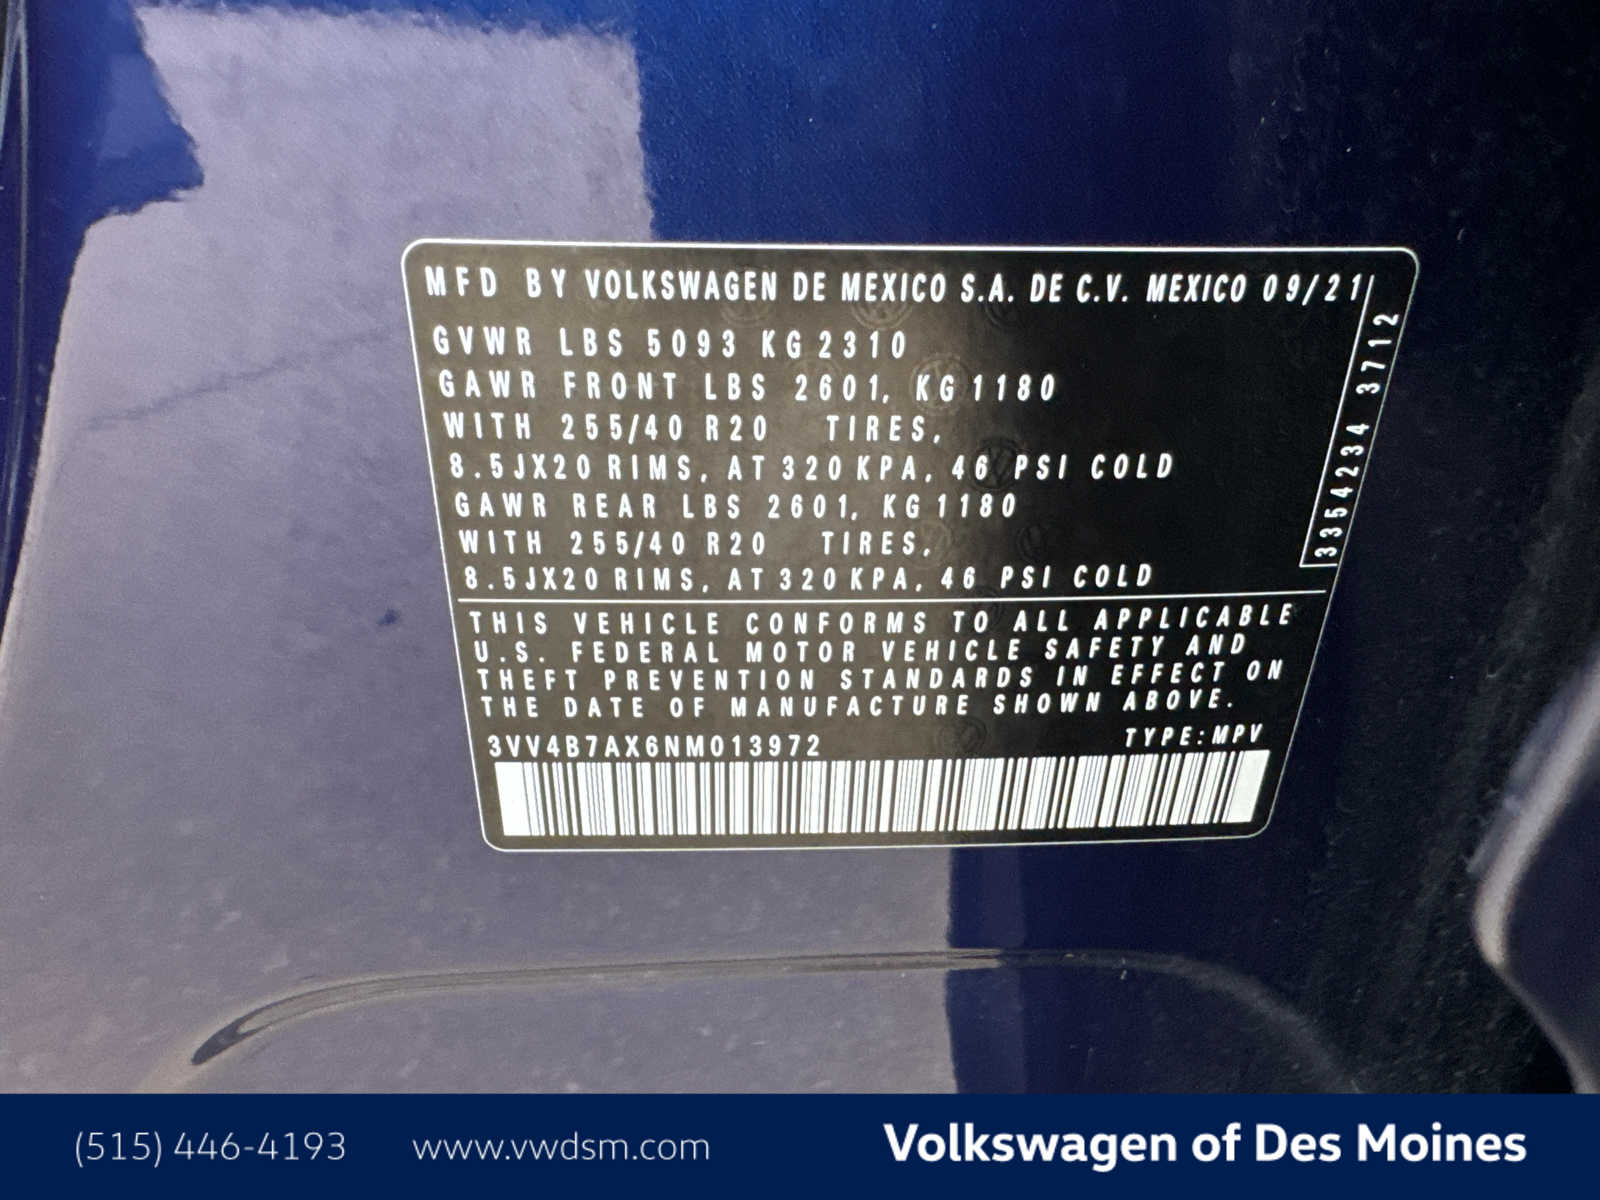 MFD BY VOLKSWAGEN DE MEXICO S.A. DE C.V. MEXICO 09/21
GVWR LBS 5093 KG 2310
GAWR FRONT LBS 2601, KG 1180
WITH 255/40 R20 TIRES,
8.5JX20 RIMS, AT 320 KPA, 46 PSI COLD
GAWR REAR LBS 2601, KG 1180
WITH 255/40 R20 TIRES,
8.5JX20 RIMS, AT 320 KPA, 46 PSI COLD
3354234 3712
THIS VEHICLE CONFORMS TO ALL APPLICABLE
U.S. FEDERAL MOTOR VEHICLE SAFETY AND
THEFT PREVENTION STANDARDS IN EFFECT ON
THE DATE OF MANUFACTURE SHOWN ABOVE.
3VV4B7AX6NM013972 TYPE:MPV
(515) 446-4193 www.vwdsm.com Volkswagen of Des Moines